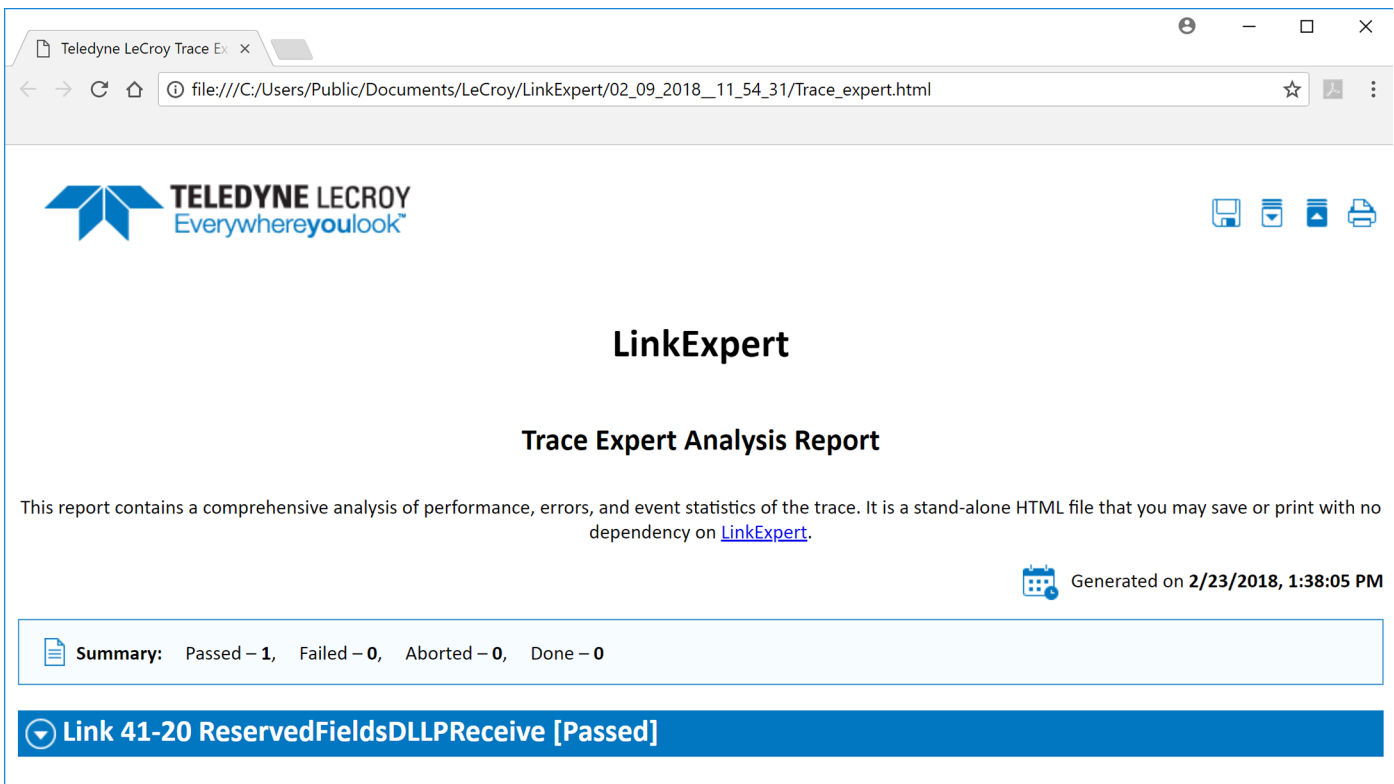 Teledyne LeCroy Trace Ex
file:///C:/Users/Public/Documents/LeCroy/LinkExpert/02_09_2018__11_54_31/Trace_expert.html
TELEDYNE LECROY
Everywhereyoulook™
LinkExpert
Trace Expert Analysis Report
This report contains a comprehensive analysis of performance, errors, and event statistics of the trace. It is a stand-alone HTML file that you may save or print with no
dependency on LinkExpert.
Generated on 2/23/2018, 1:38:05 PM
Summary: Passed – 1, Failed – 0, Aborted – 0, Done – 0
Link 41-20 ReservedFieldsDLLPReceive [Passed]